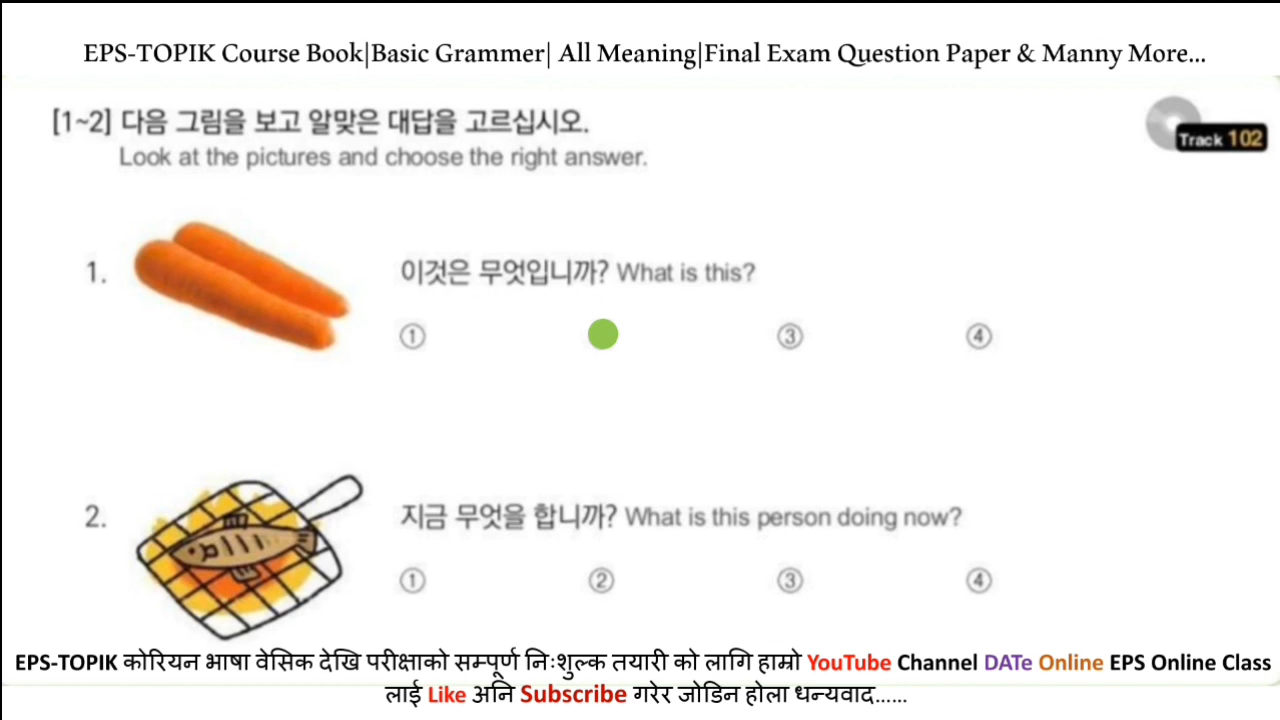 EPS-TOPIK Course Book|Basic Grammer| All Meaning|Final Exam Question Paper & Manny More...
[1~2] 다음 그림을 보고 알맞은 대답을 고르십시오.
Track 102
Look at the pictures and choose the right answer.
1. 이것은 무엇입니까? What is this?
① ③ ④
2. 지금 무엇을 합니까? What is this person doing now?
① ② ③ ④
EPS-TOPIK कोरियन भाषा वेसिक देखि परीक्षाको सम्पूर्ण निःशुल्क तयारी को लागि हाम्रो YouTube Channel DATe Online EPS Online Class
लाई Like अनि Subscribe गरेर जोडिन होला धन्यवाद......